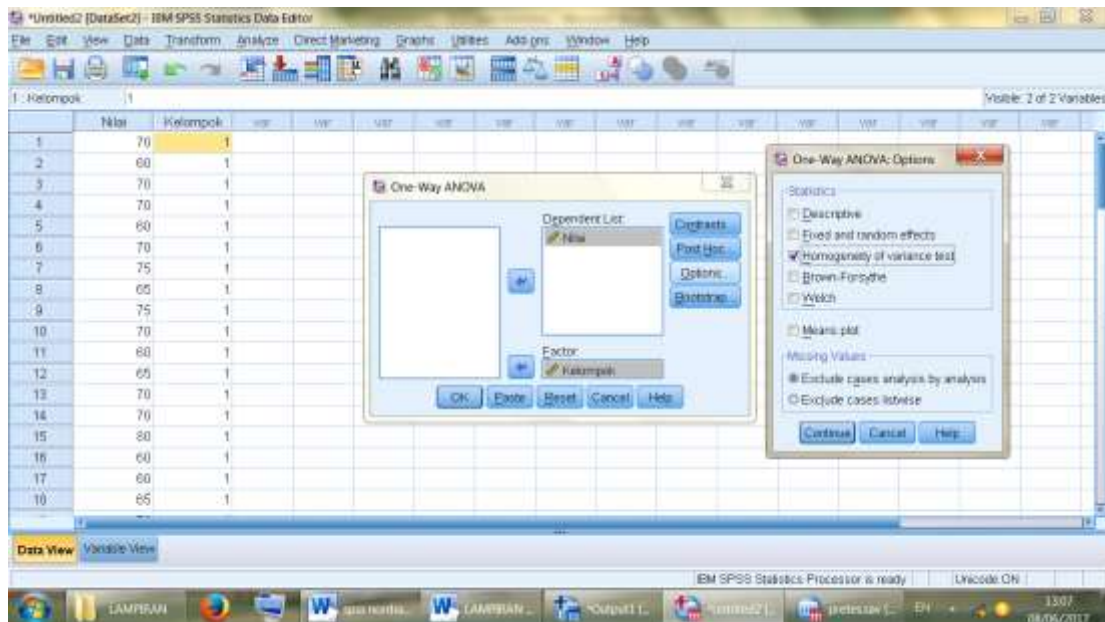 *Untitled2 [DataSet2] - IBM SPSS Statistics Data Editor
File Edit View Data Transform Analyze Direct Marketing Graphs Utilities Add-ons Window Help
1 : Kelompok 1
Visible: 2 of 2 Variables
Nilai Kelompok var var var var var var var var var var var var var var
1 70 1
2 60 1
3 70 1
4 70 1
5 60 1
6 70 1
7 75 1
8 65 1
9 75 1
10 70 1
11 60 1
12 65 1
13 70 1
14 70 1
15 80 1
16 60 1
17 60 1
18 65 1
One-Way ANOVA
Dependent List:
Nilai
Factor:
Kelompok
Contrasts...
Post Hoc...
Options...
Bootstrap...
OK Paste Reset Cancel Help
One-Way ANOVA: Options
Statistics
Descriptive
Fixed and random effects
Homogeneity of variance test
Brown-Forsythe
Welch
Means plot
Missing Values
Exclude cases analysis by analysis
Exclude cases listwise
Continue Cancel Help
Data View Variable View
IBM SPSS Statistics Processor is ready Unicode:ON
LAMPIRAN
LAMPIRAN
*Output1 [
*Untitled2 [
EN
13:07
08/06/2017